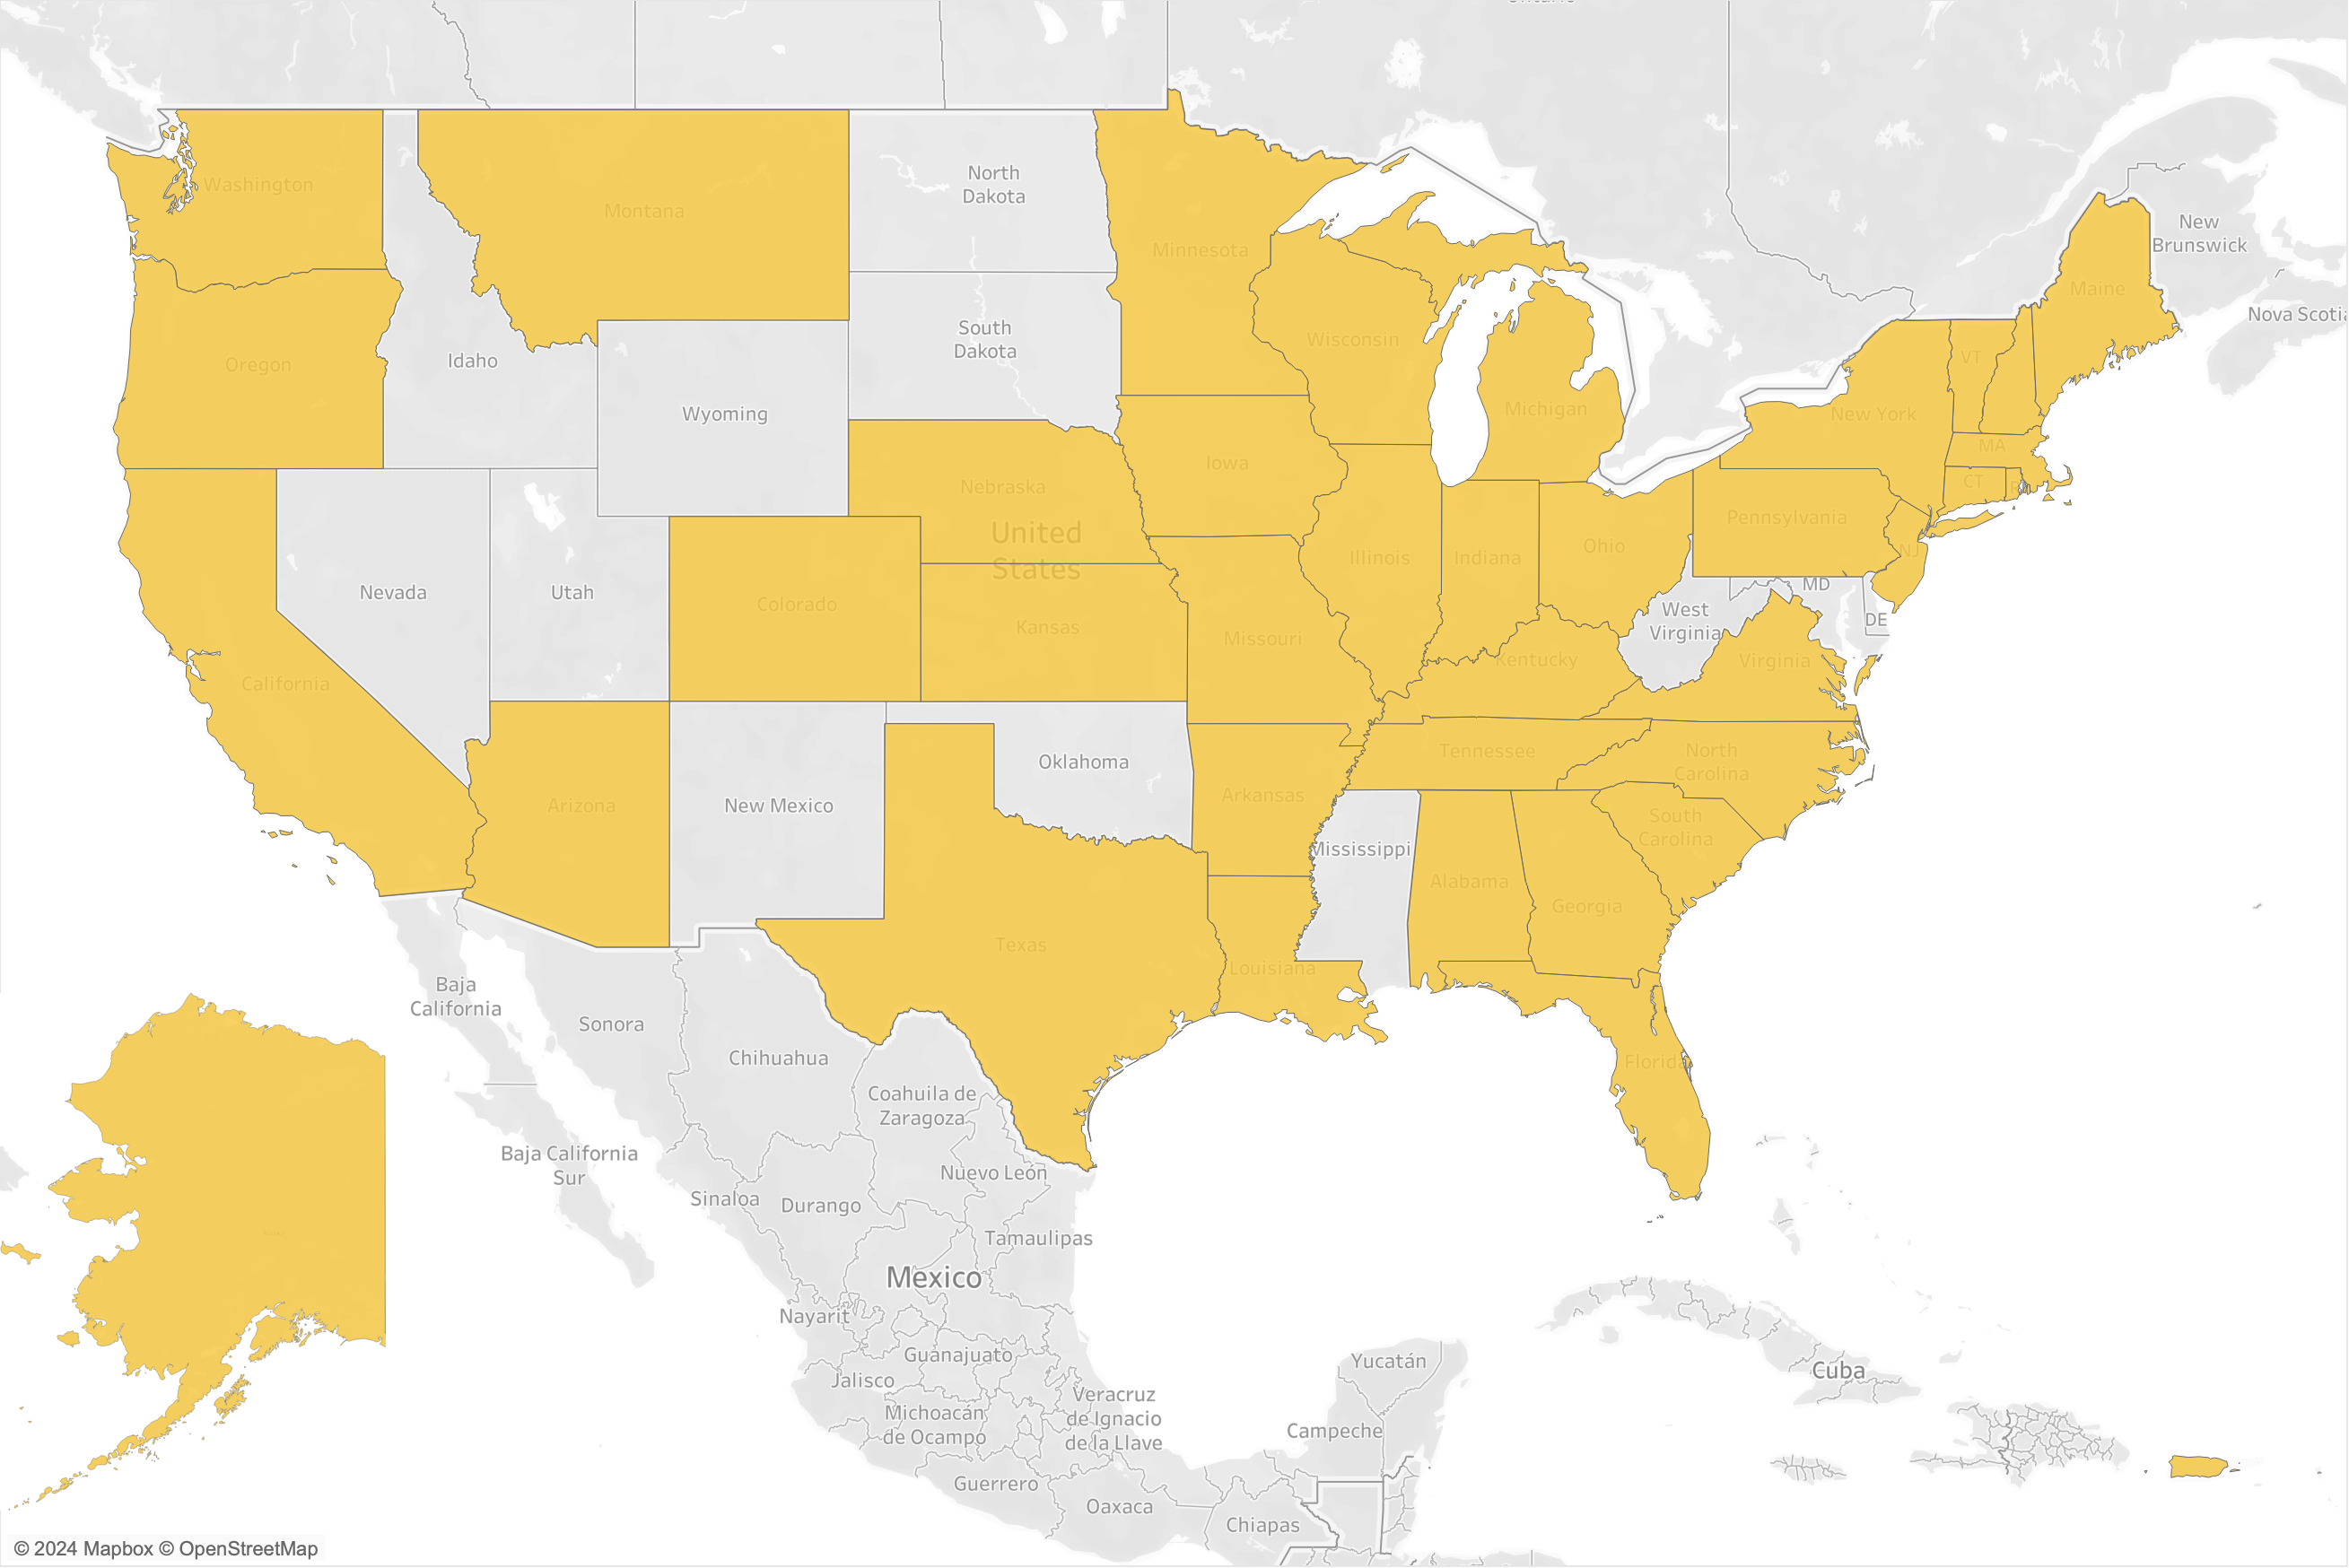 Washington
Montana
North
Dakota
Minnesota
New
Brunswick
Maine
Nova Scotia
Oregon
Idaho
South
Dakota
Wisconsin
VT
Wyoming
Michigan
New York
MA
Iowa
Nebraska
CT
Pennsylvania
United
States
Ohio
Illinois
Indiana
NJ
Nevada
Utah
Colorado
MD
West
Virginia
DE
Kansas
Missouri
Kentucky
Virginia
California
Oklahoma
Tennessee
North
Carolina
Arizona
New Mexico
Arkansas
South
Carolina
Mississippi
Alabama
Georgia
Texas
Louisiana
Baja
California
Sonora
Chihuahua
Florida
Coahuila de
Zaragoza
Baja California
Sur
Nuevo León
Sinaloa
Durango
Tamaulipas
Mexico
Nayarit
Guanajuato
Yucatán
Cuba
Jalisco
Veracruz
de Ignacio
de la Llave
Michoacán
de Ocampo
Campeche
Guerrero
Oaxaca
Chiapas
© 2024 Mapbox © OpenStreetMap